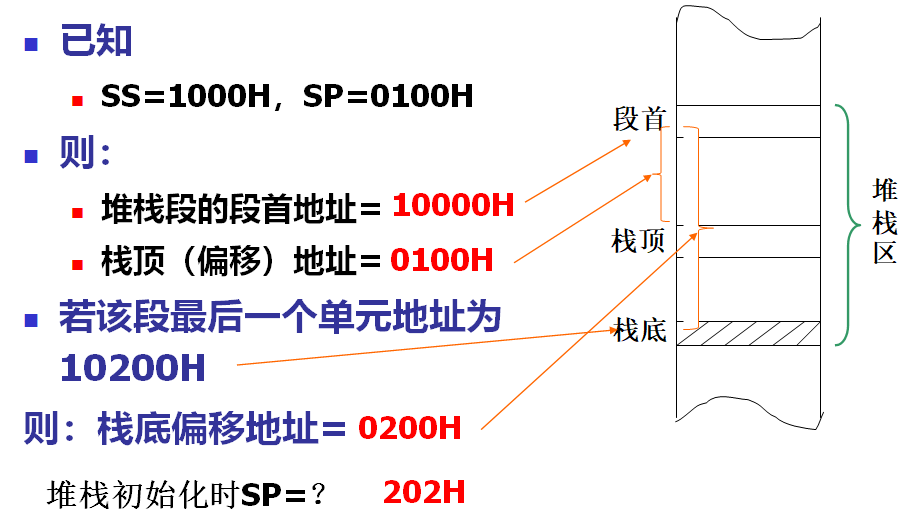 已知
SS=1000H，SP=0100H
则：
堆栈段的段首地址= 10000H
栈顶（偏移）地址= 0100H
若该段最后一个单元地址为
10200H
则：栈底偏移地址= 0200H
堆栈初始化时SP=？ 202H
段首
栈顶
栈底
堆
栈
区